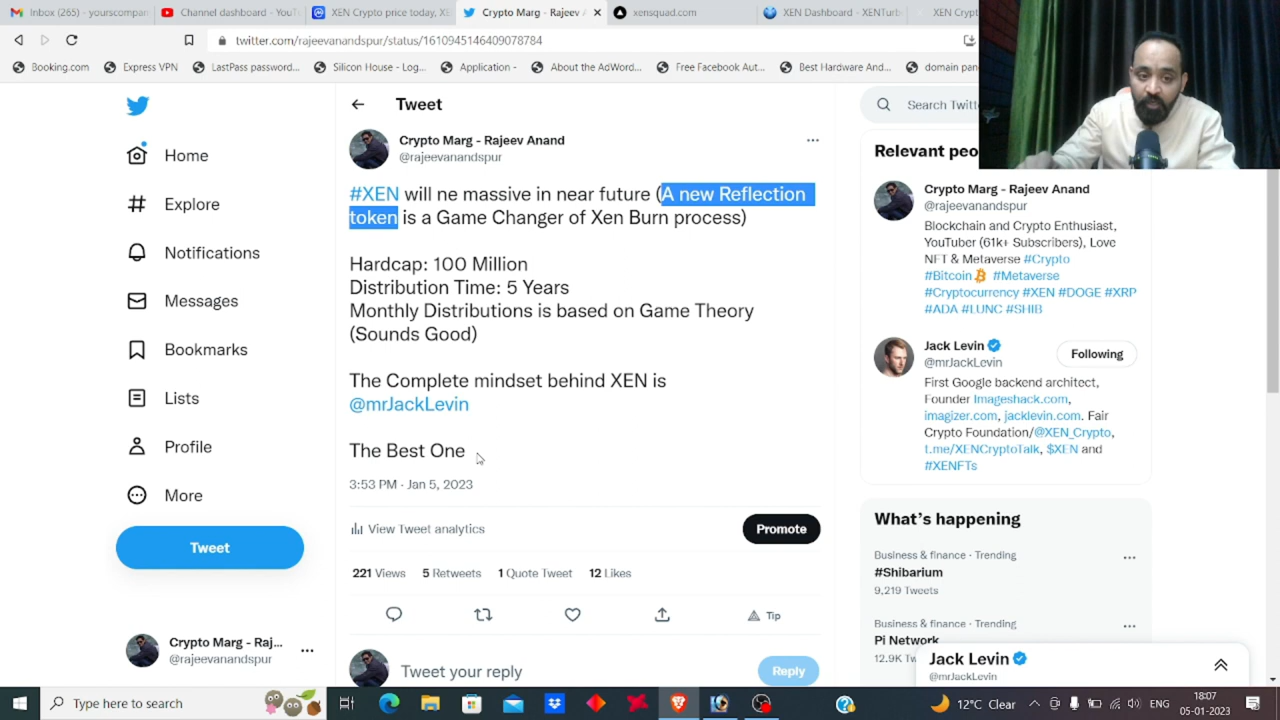 Inbox (265) - yourscompan
Channel dashboard - YouT
XEN Crypto price today, XE
Crypto Marg - Rajeev A
xensquad.com
XEN Dashboard - XENTurb
XEN Crypt
twitter.com/rajeevanandspur/status/1610945146409078784
Booking.com
Express VPN
LastPass password...
Silicon House - Log...
Application -
About the AdWor...
Free Facebook Aut...
Best Hardware And...
domain pan
Home
Explore
Notifications
Messages
Bookmarks
Lists
Profile
More
Tweet
Crypto Marg - Raj...
@rajeevanandspur
Tweet
Crypto Marg - Rajeev Anand
@rajeevanandspur
#XEN will ne massive in near future (A new Reflection
token is a Game Changer of Xen Burn process)
Hardcap: 100 Million
Distribution Time: 5 Years
Monthly Distributions is based on Game Theory
(Sounds Good)
The Complete mindset behind XEN is
@mrJackLevin
The Best One
3:53 PM · Jan 5, 2023
View Tweet analytics
Promote
221 Views 5 Retweets 1 Quote Tweet 12 Likes
Tip
Tweet your reply
Reply
Search Twitt
Relevant peo
Crypto Marg - Rajeev Anand
@rajeevanandspur
Blockchain and Crypto Enthusiast,
YouTuber (61k+ Subscribers), Love
NFT & Metaverse #Crypto
#Bitcoin #Metaverse
#Cryptocurrency #XEN #DOGE #XRP
#ADA #LUNC #SHIB
Jack Levin
@mrJackLevin
Following
First Google backend architect,
Founder Imageshack.com,
imagizer.com, jacklevin.com. Fair
Crypto Foundation/@XEN_Crypto,
t.me/XENCryptoTalk, $XEN and
#XENFTs
What's happening
Business & finance · Trending
#Shibarium
9,219 Tweets
Business & finance · Trending
Pi Network
12.9K Tw
Jack Levin
@mrJackLevin
Type here to search
12°C Clear
ENG
18:07
05-01-2023